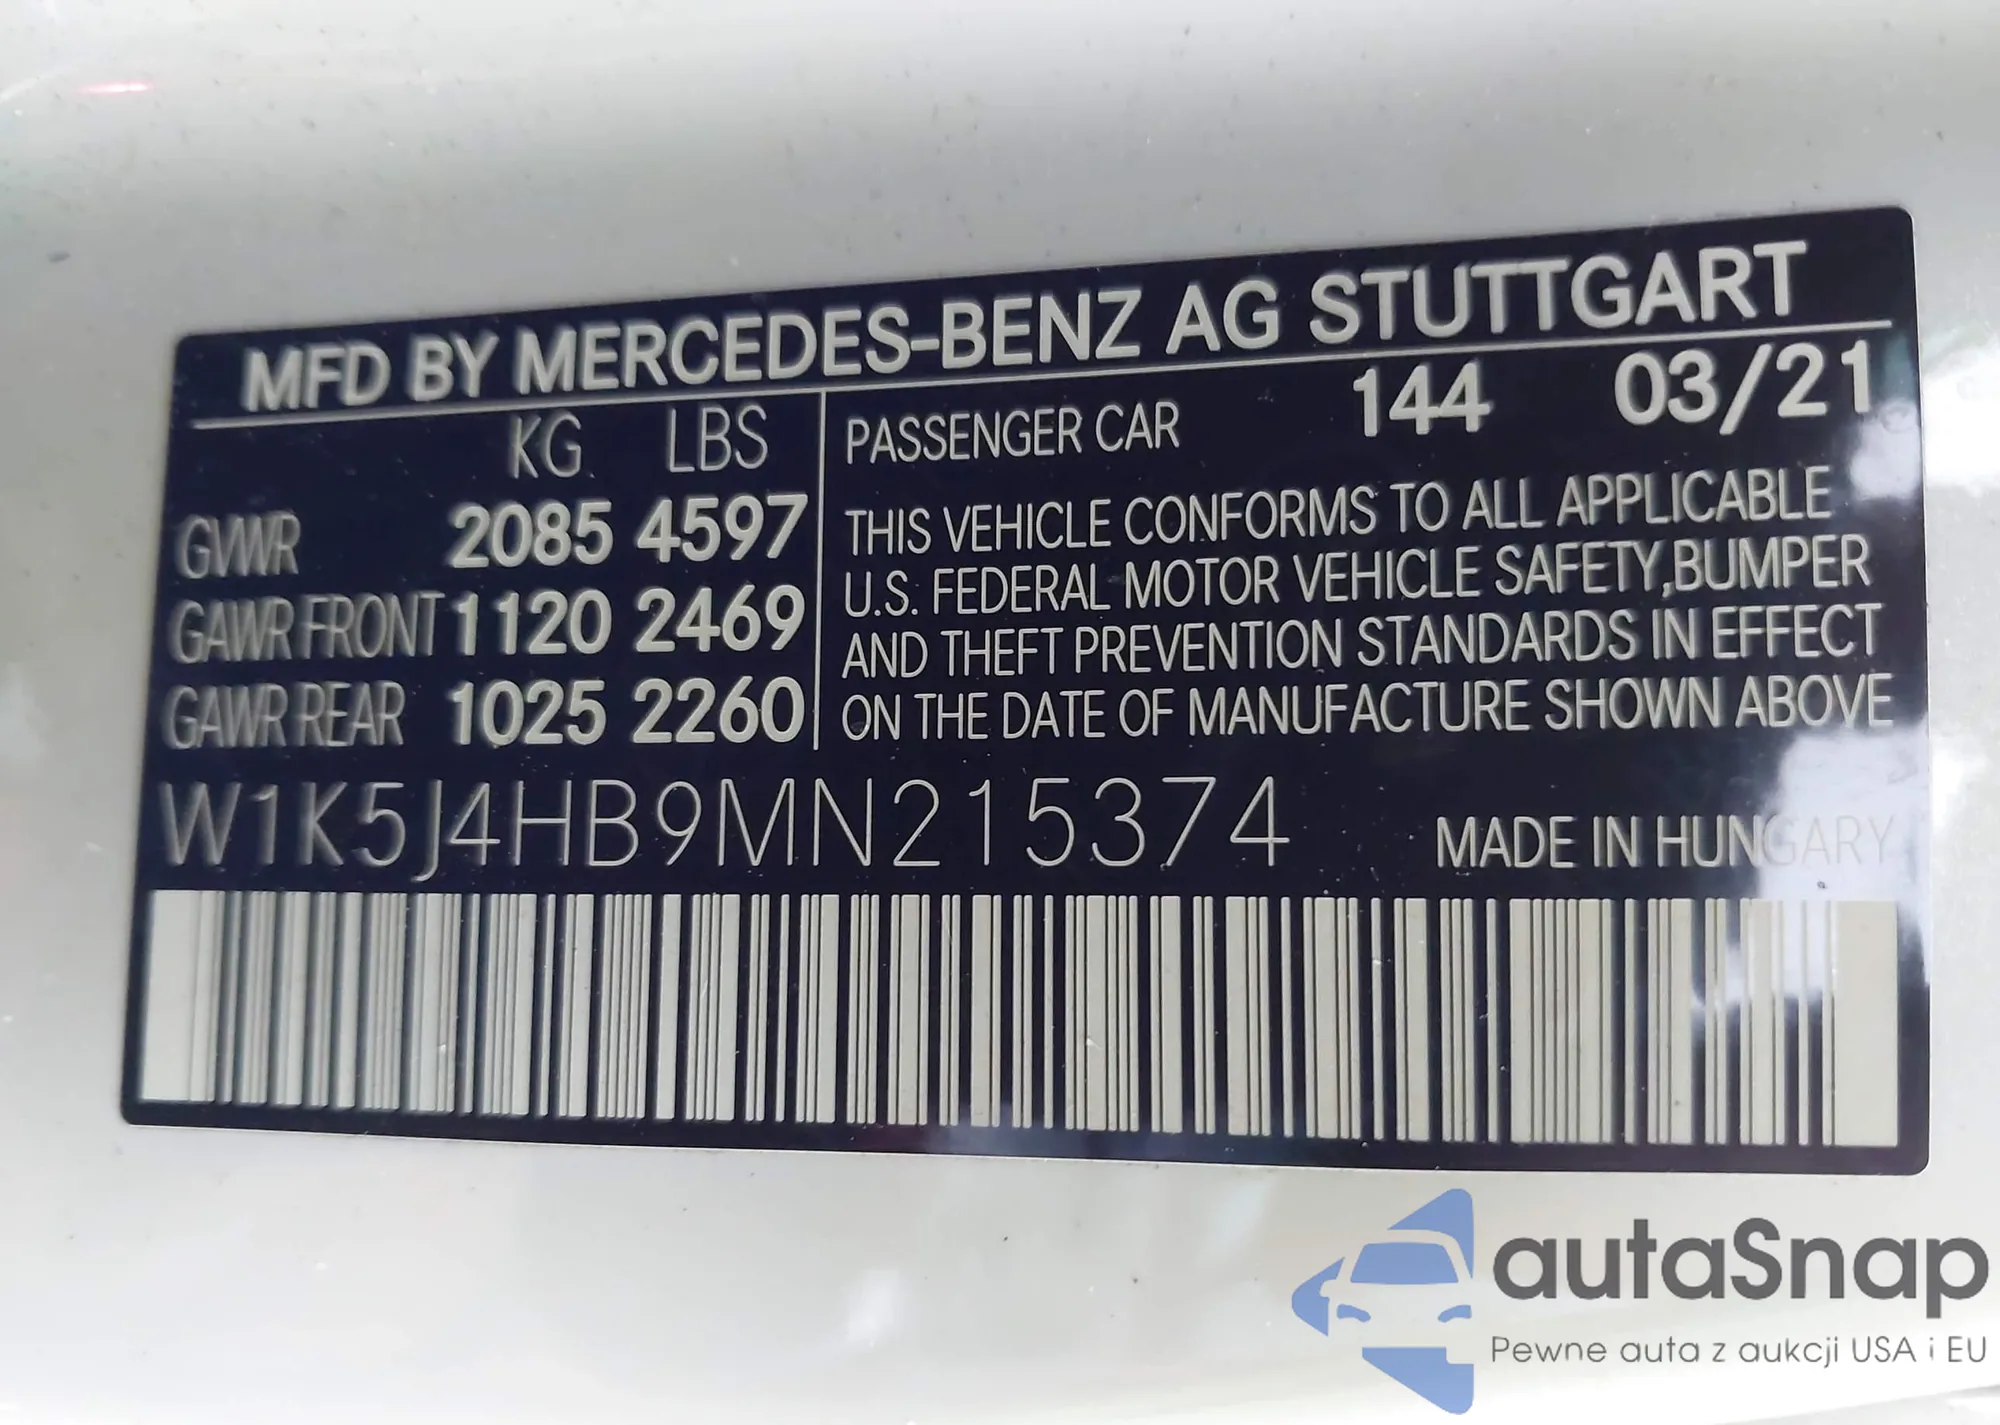 MFD BY MERCEDES-BENZ AG STUTTGART
KG LBS
GVWR 2085 4597
GAWR FRONT 1120 2469
GAWR REAR 1025 2260
PASSENGER CAR 144 03/21
THIS VEHICLE CONFORMS TO ALL APPLICABLE
U.S. FEDERAL MOTOR VEHICLE SAFETY,BUMPER
AND THEFT PREVENTION STANDARDS IN EFFECT
ON THE DATE OF MANUFACTURE SHOWN ABOVE
W1K5J4HB9MN215374 MADE IN HUNGARY
autaSnap
Pewne auta z aukcji USA i EU